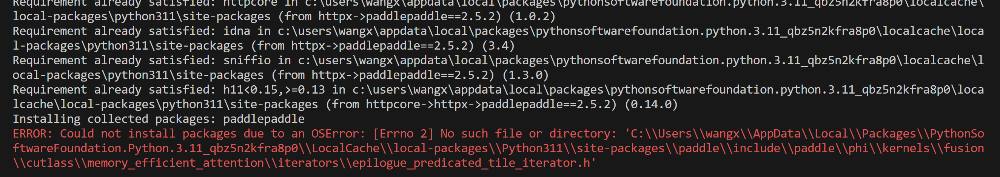 Requirement already satisfied: httpcore in c:\users\wangx\appdata\local\packages\pythonsoftwarefoundation.python.3.11_qbz5n2kfra8p0\localcache\
local-packages\python311\site-packages (from httpx->paddlepaddle==2.5.2) (1.0.2)
Requirement already satisfied: idna in c:\users\wangx\appdata\local\packages\pythonsoftwarefoundation.python.3.11_qbz5n2kfra8p0\localcache\loca
l-packages\python311\site-packages (from httpx->paddlepaddle==2.5.2) (3.4)
Requirement already satisfied: sniffio in c:\users\wangx\appdata\local\packages\pythonsoftwarefoundation.python.3.11_qbz5n2kfra8p0\localcache\l
ocal-packages\python311\site-packages (from httpx->paddlepaddle==2.5.2) (1.3.0)
Requirement already satisfied: h11<0.15,>=0.13 in c:\users\wangx\appdata\local\packages\pythonsoftwarefoundation.python.3.11_qbz5n2kfra8p0\loca
lcache\local-packages\python311\site-packages (from httpcore->httpx->paddlepaddle==2.5.2) (0.14.0)
Installing collected packages: paddlepaddle
ERROR: Could not install packages due to an OSError: [Errno 2] No such file or directory: 'C:\\Users\\wangx\\AppData\\Local\\Packages\\PythonSo
ftwareFoundation.Python.3.11_qbz5n2kfra8p0\\LocalCache\\local-packages\\Python311\\site-packages\\paddle\\include\\paddle\\phi\\kernels\\fusion
\\cutlass\\memory_efficient_attention\\iterators\\epilogue_predicated_tile_iterator.h'